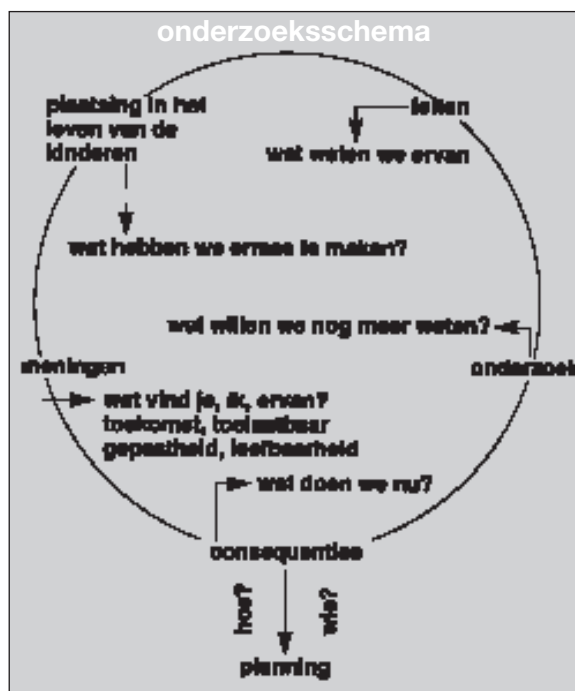 onderzoeksschema
plaatsing in het
leven van de
kinderen
feiten
wat weten we ervan
wat hebben we ermee te maken?
wat willen we nog meer weten?
meningen
onderzoek
wat vind je, ik, ervan?
toekomst, toelaatbaar
gepastheid, leefbaarheid
wat doen we nu?
consequenties
hoe?
wie?
planning